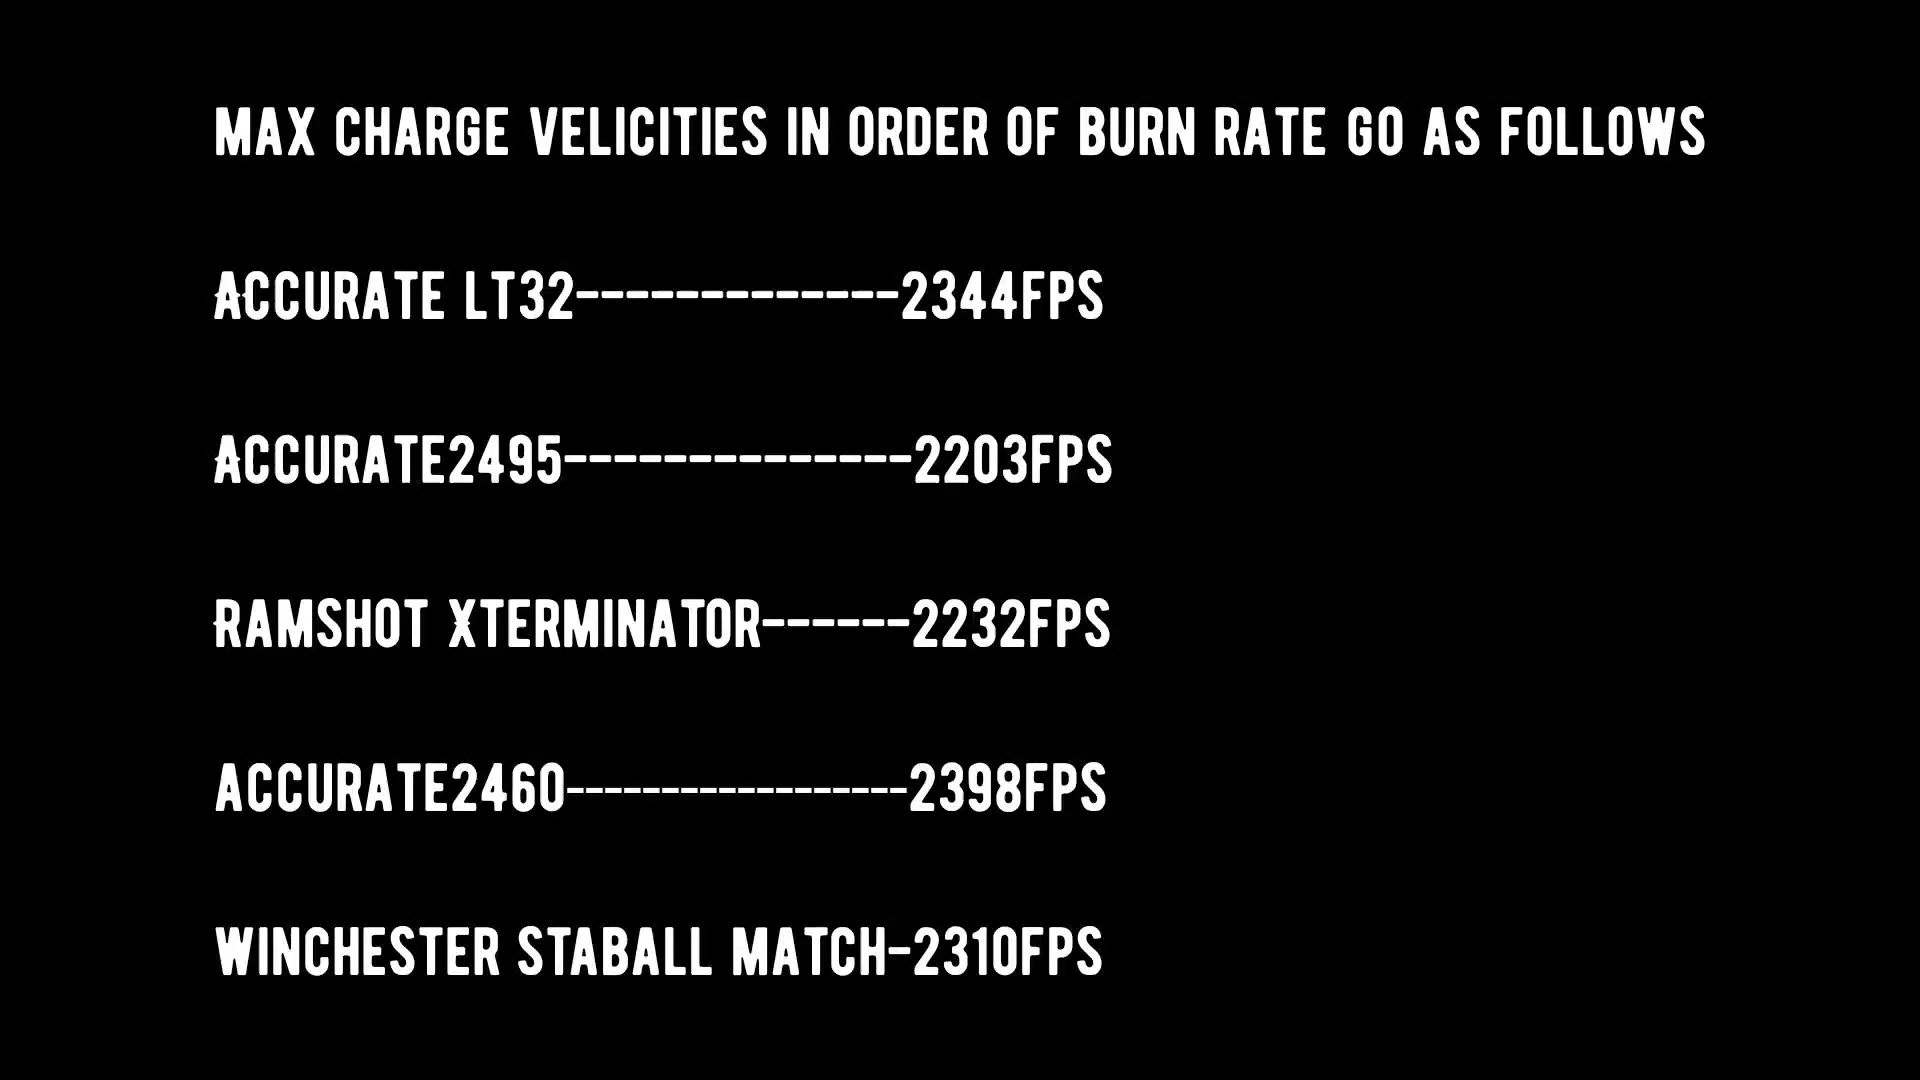 MAX CHARGE VELICITIES IN ORDER OF BURN RATE GO AS FOLLOWS
ACCURATE LT32-------------2344FPS
ACCURATE2495--------------2203FPS
RAMSHOT XTERMINATOR------2232FPS
ACCURATE2460------------------2398FPS
WINCHESTER STABALL MATCH-2310FPS